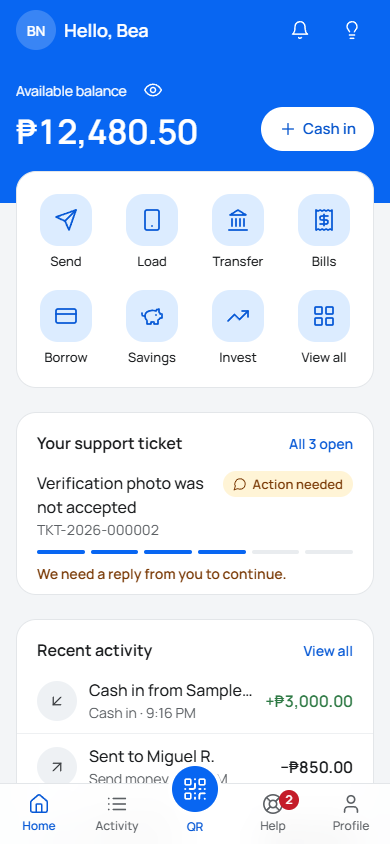 BN Hello, Bea
Available balance
₱12,480.50
Cash in
Send Load Transfer Bills
Borrow Savings Invest View all
Your support ticket All 3 open
Verification photo was
not accepted
Action needed
TKT-2026-000002
We need a reply from you to continue.
Recent activity View all
Cash in from Sample… +₱3,000.00
Cash in · 9:16 PM
Sent to Miguel R. −₱850.00
Send money M
2
Home Activity QR Help Profile